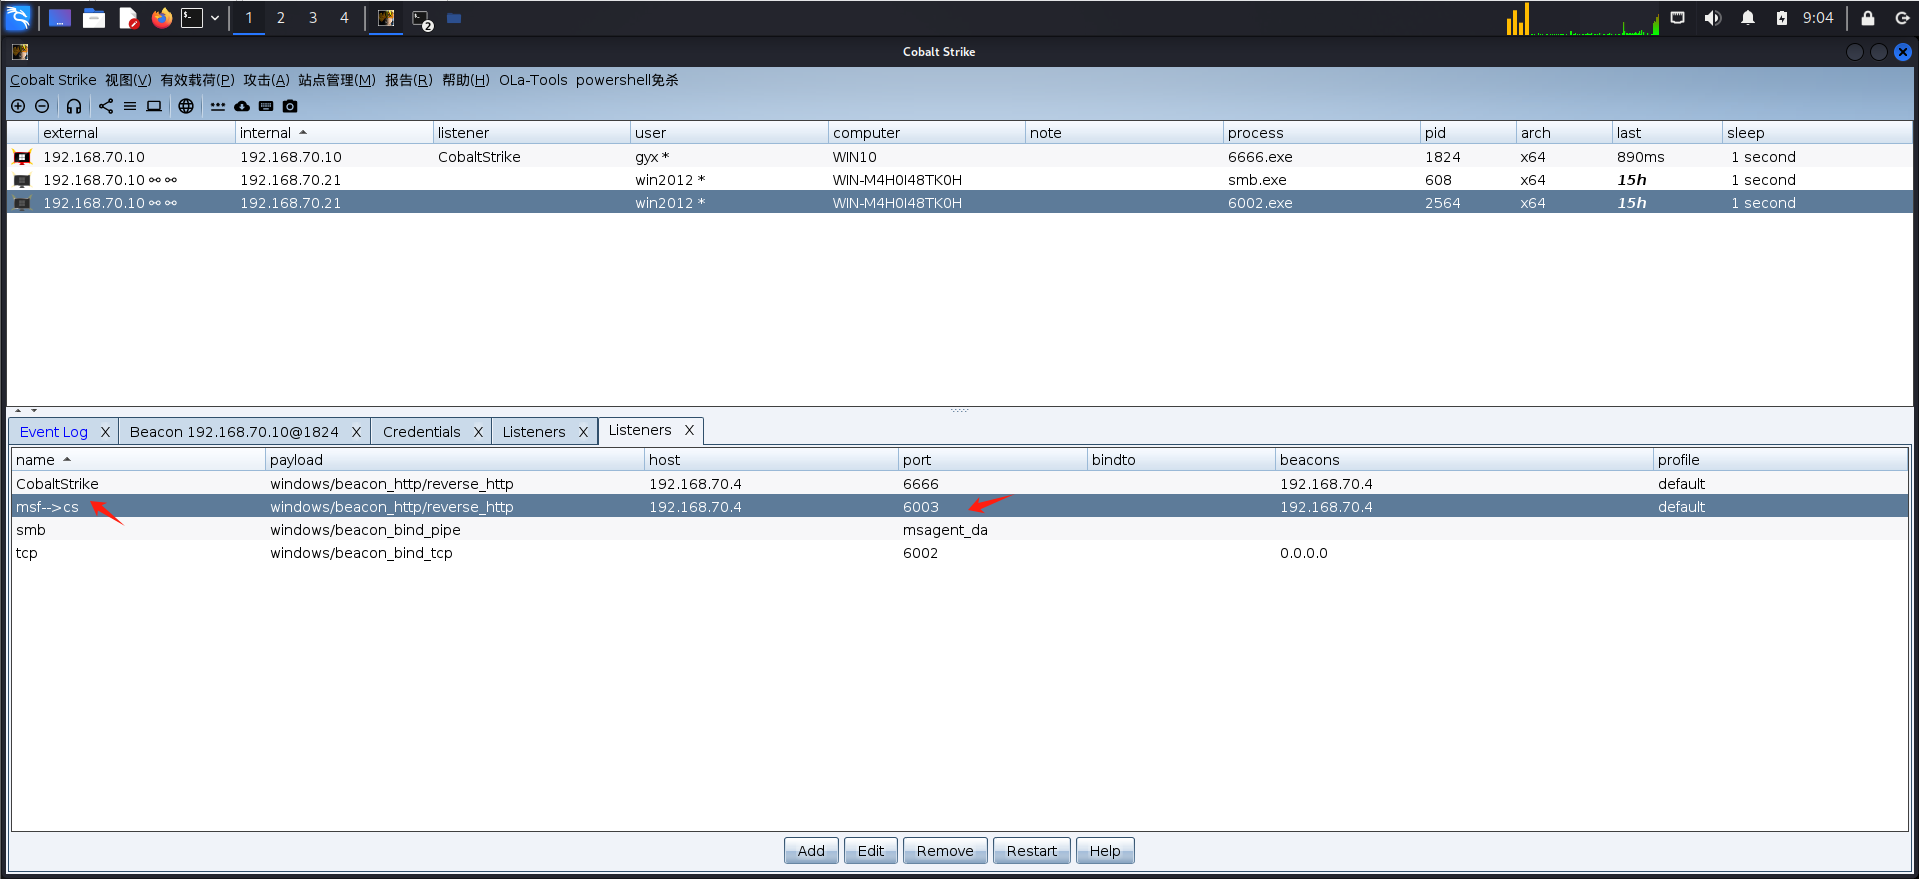 1 2 3 4 2 9:04
Cobalt Strike
Cobalt Strike 视图(V) 有效载荷(P) 攻击(A) 站点管理(M) 报告(R) 帮助(H) OLa-Tools powershell免杀
external internal listener user computer note process pid arch last sleep
192.168.70.10 192.168.70.10 CobaltStrike gyx * WIN10 6666.exe 1824 x64 890ms 1 second
192.168.70.10 192.168.70.21 win2012 * WIN-M4H0I48TK0H smb.exe 608 x64 15h 1 second
192.168.70.10 192.168.70.21 win2012 * WIN-M4H0I48TK0H 6002.exe 2564 x64 15h 1 second
Event Log X Beacon 192.168.70.10@1824 X Credentials X Listeners X Listeners X
name payload host port bindto beacons profile
CobaltStrike windows/beacon_http/reverse_http 192.168.70.4 6666 192.168.70.4 default
msf-->cs windows/beacon_http/reverse_http 192.168.70.4 6003 192.168.70.4 default
smb windows/beacon_bind_pipe msagent_da
tcp windows/beacon_bind_tcp 6002 0.0.0.0
Add Edit Remove Restart Help